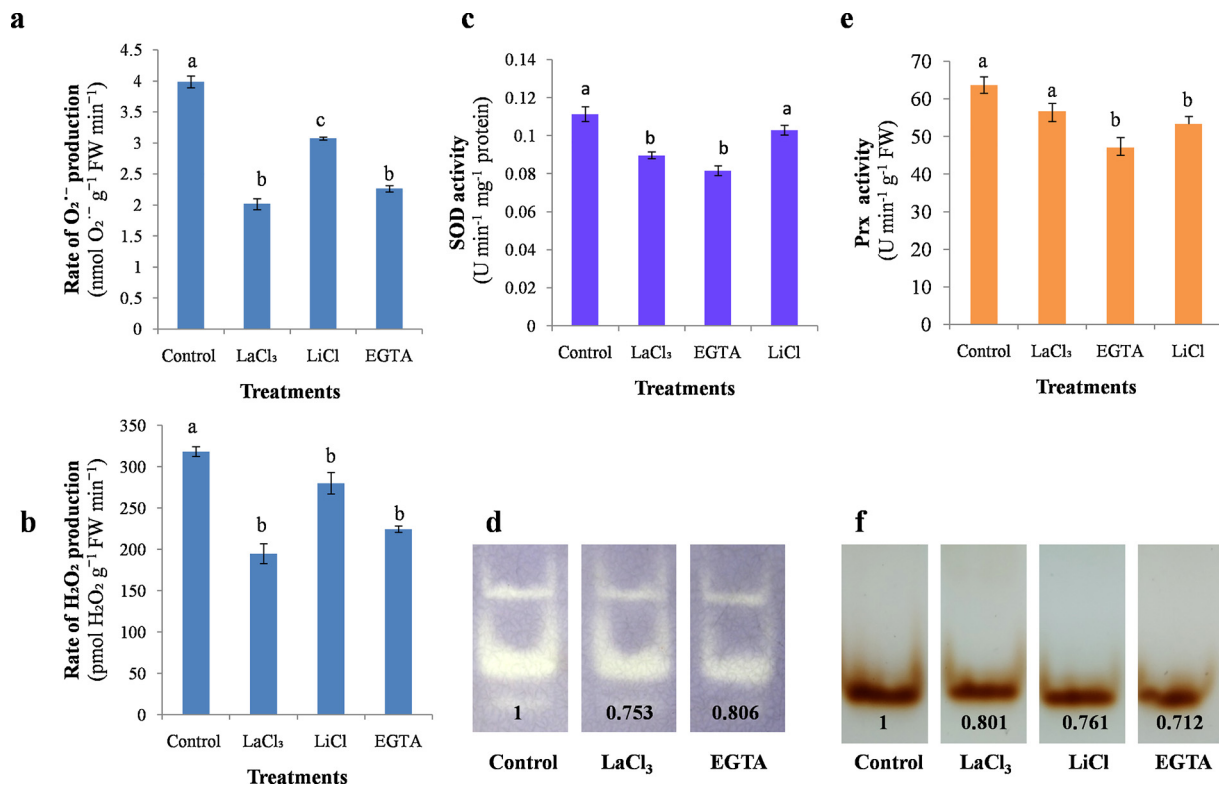 a
Rate of O₂˙⁻ production
(nmol O₂˙⁻ g⁻¹ FW min⁻¹)
4.5
4
3.5
3
2.5
2
1.5
1
0.5
0
a
b
c
b
Control LaCl₃ LiCl EGTA
Treatments
b
Rate of H₂O₂ production
(pmol H₂O₂ g⁻¹ FW min⁻¹)
350
300
250
200
150
100
50
0
a
b
b
b
Control LaCl₃ LiCl EGTA
Treatments
c
SOD activity
(U min⁻¹ mg⁻¹ protein)
0.14
0.12
0.1
0.08
0.06
0.04
0.02
0
a
b
b
a
Control LaCl₃ EGTA LiCl
Treatments
d
1 0.753 0.806
Control LaCl₃ EGTA
e
Prx activity
(U min⁻¹ g⁻¹ FW)
70
60
50
40
30
20
10
0
a
a
b
b
Control LaCl₃ EGTA LiCl
Treatments
f
1 0.801 0.761 0.712
Control LaCl₃ LiCl EGTA